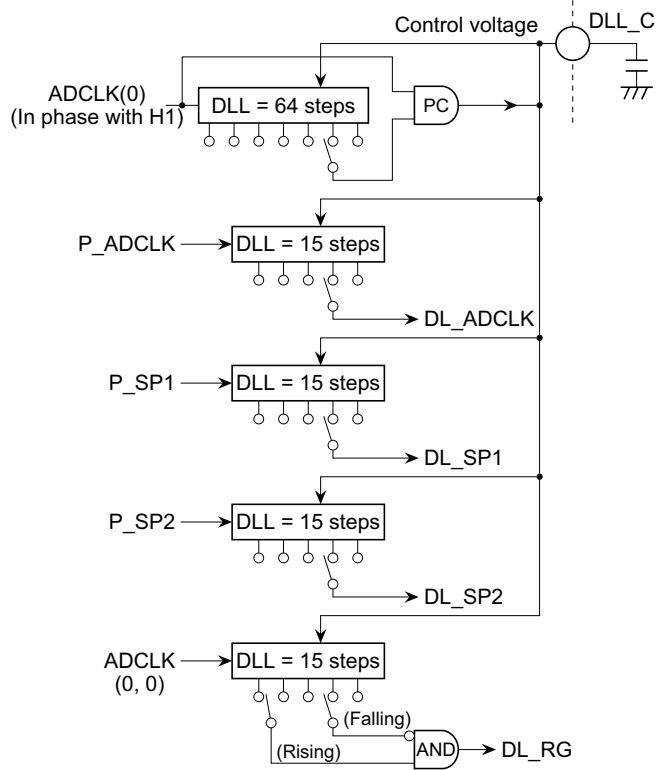 Control voltage
DLL_C
ADCLK(0)
(In phase with H1)
DLL = 64 steps
PC
P_ADCLK
DLL = 15 steps
DL_ADCLK
P_SP1
DLL = 15 steps
DL_SP1
P_SP2
DLL = 15 steps
DL_SP2
ADCLK
(0, 0)
DLL = 15 steps
(Falling)
(Rising)
AND
DL_RG